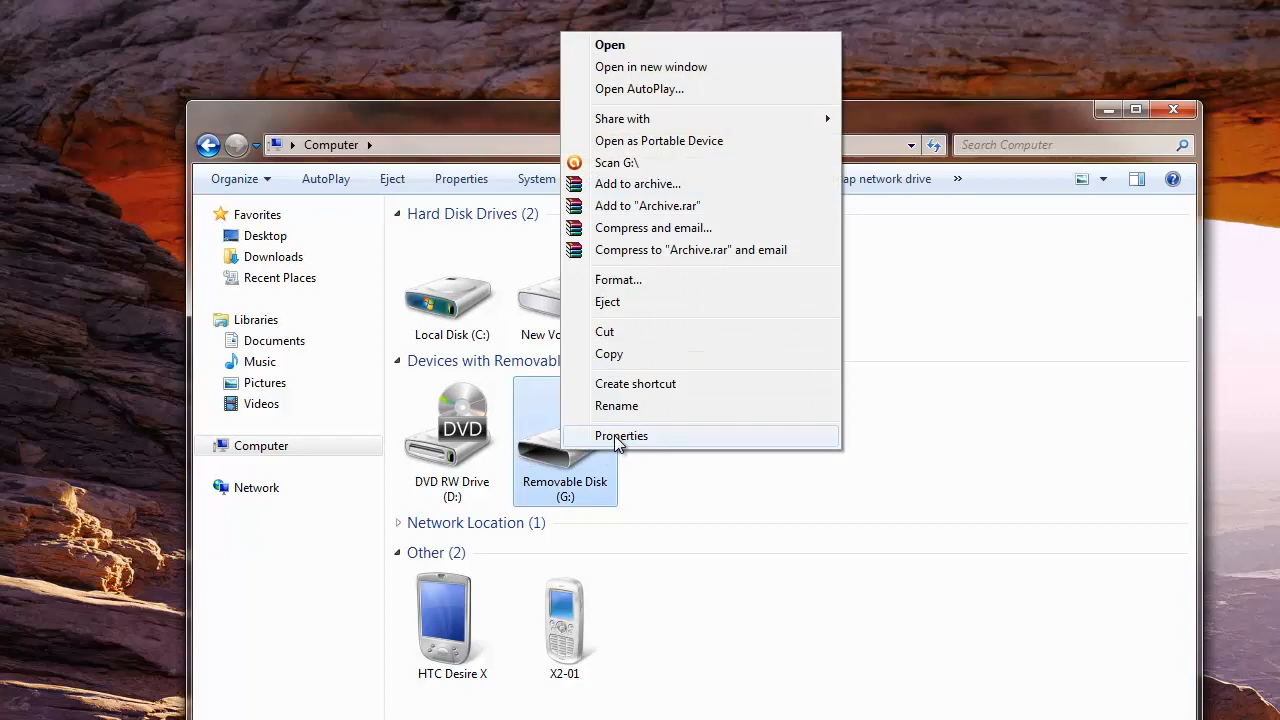 Open
Open in new window
Open AutoPlay...
Share with
Open as Portable Device
Scan G:\
Add to archive...
Add to "Archive.rar"
Compress and email...
Compress to "Archive.rar" and email
Format...
Eject
Cut
Copy
Create shortcut
Rename
Properties
Computer
Search Computer
Organize
AutoPlay
Eject
Properties
System
ap network drive
»
Favorites
Desktop
Downloads
Recent Places
Libraries
Documents
Music
Pictures
Videos
Computer
Network
Hard Disk Drives (2)
Local Disk (C:)
New Vo
Devices with Removabl
DVD
DVD RW Drive
(D:)
Removable Disk
(G:)
Network Location (1)
Other (2)
HTC Desire X
X2-01